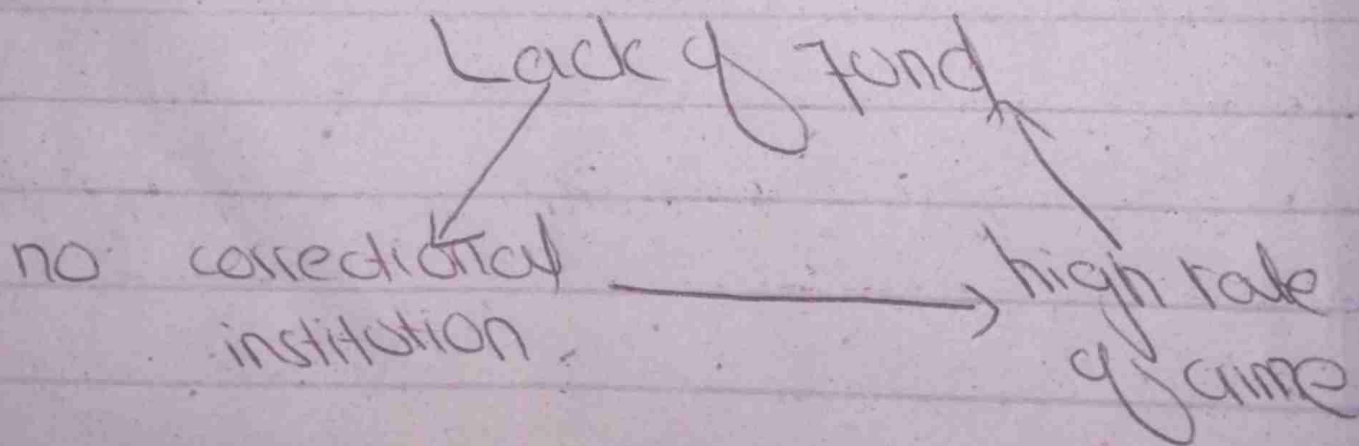 Lack of fund
no correctional
institution.
high rate
of crime